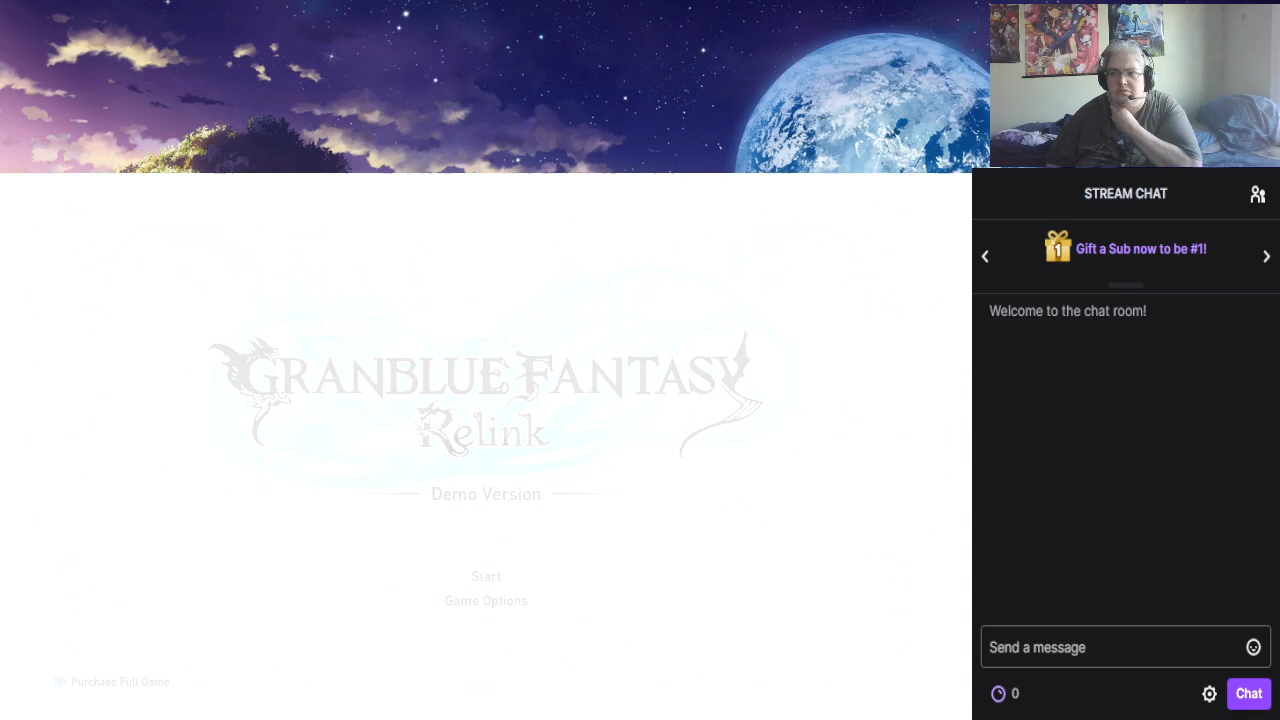 STREAM CHAT
1
Gift a Sub now to be #1!
Welcome to the chat room!
GRANBLUE FANTASY
Relink
Demo Version
Start
Game Options
Purchase Full Game
Send a message
0
Chat